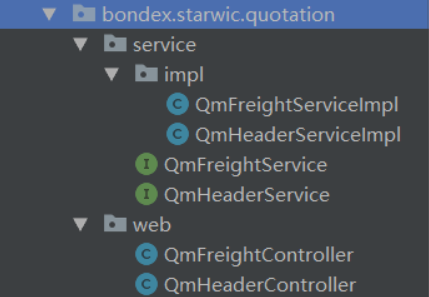 bondex.starwic.quotation
service
impl
C QmFreightServiceImpl
C QmHeaderServiceImpl
I QmFreightService
I QmHeaderService
web
C QmFreightController
C QmHeaderController